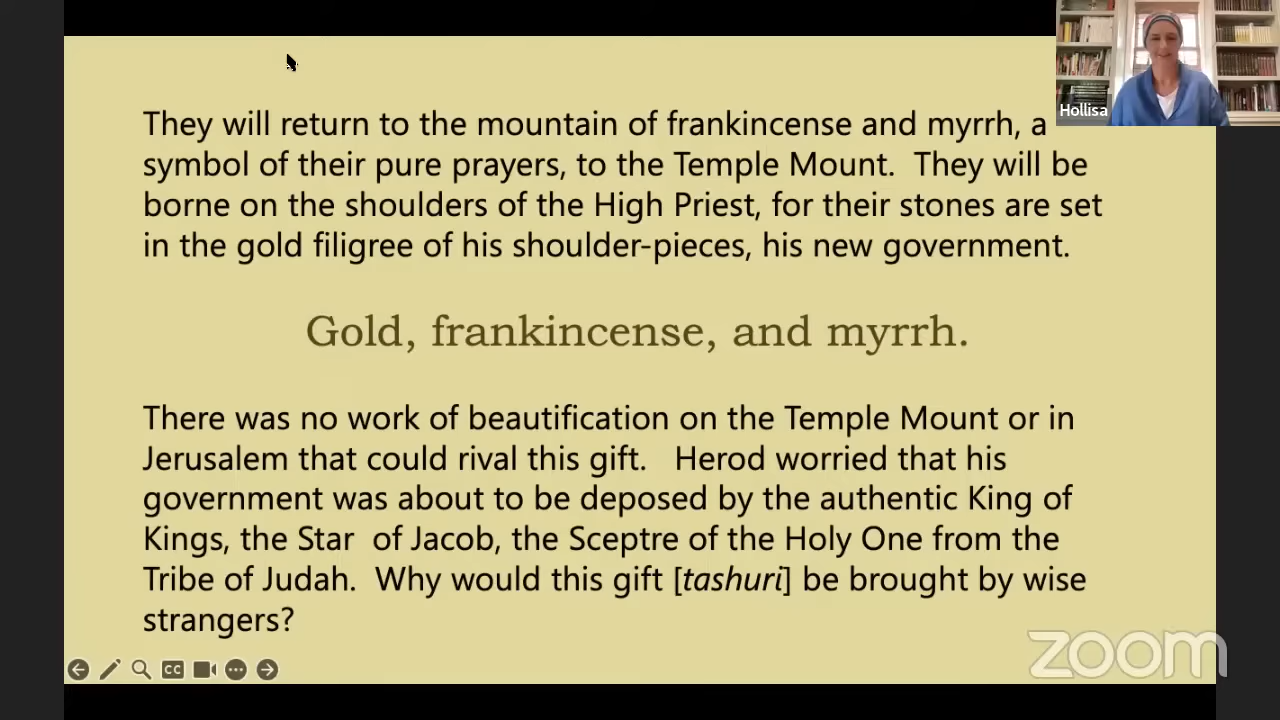 Hollisa
They will return to the mountain of frankincense and myrrh, a
symbol of their pure prayers, to the Temple Mount.  They will be
borne on the shoulders of the High Priest, for their stones are set
in the gold filigree of his shoulder-pieces, his new government.
Gold, frankincense, and myrrh.
There was no work of beautification on the Temple Mount or in
Jerusalem that could rival this gift.   Herod worried that his
government was about to be deposed by the authentic King of
Kings, the Star  of Jacob, the Sceptre of the Holy One from the
Tribe of Judah.  Why would this gift [tashuri] be brought by wise
strangers?
CC
zoom